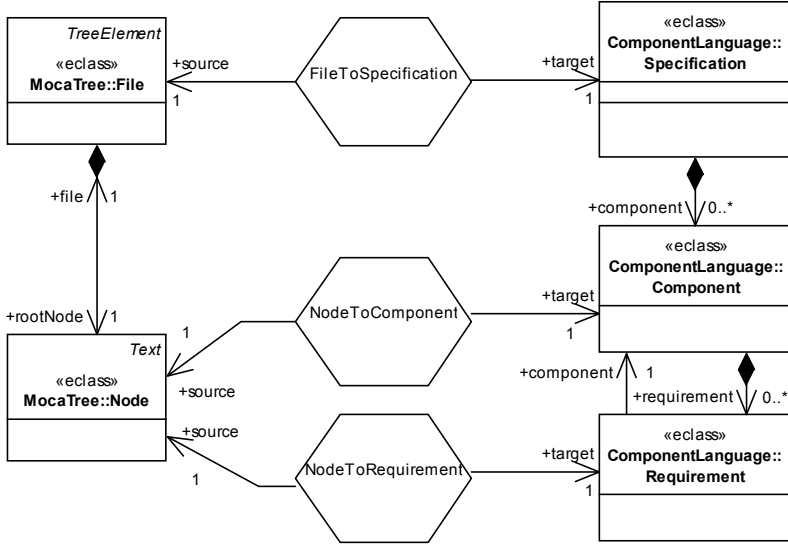 TreeElement
«eclass»
MocaTree::File
+source
1
FileToSpecification
+target
1
«eclass»
ComponentLanguage::
Specification
+file
1
+component
0..*
+rootNode
1
Text
«eclass»
MocaTree::Node
1
+source
NodeToComponent
+target
1
«eclass»
ComponentLanguage::
Component
+component
1
+requirement
0..*
+source
1
NodeToRequirement
+target
1
«eclass»
ComponentLanguage::
Requirement